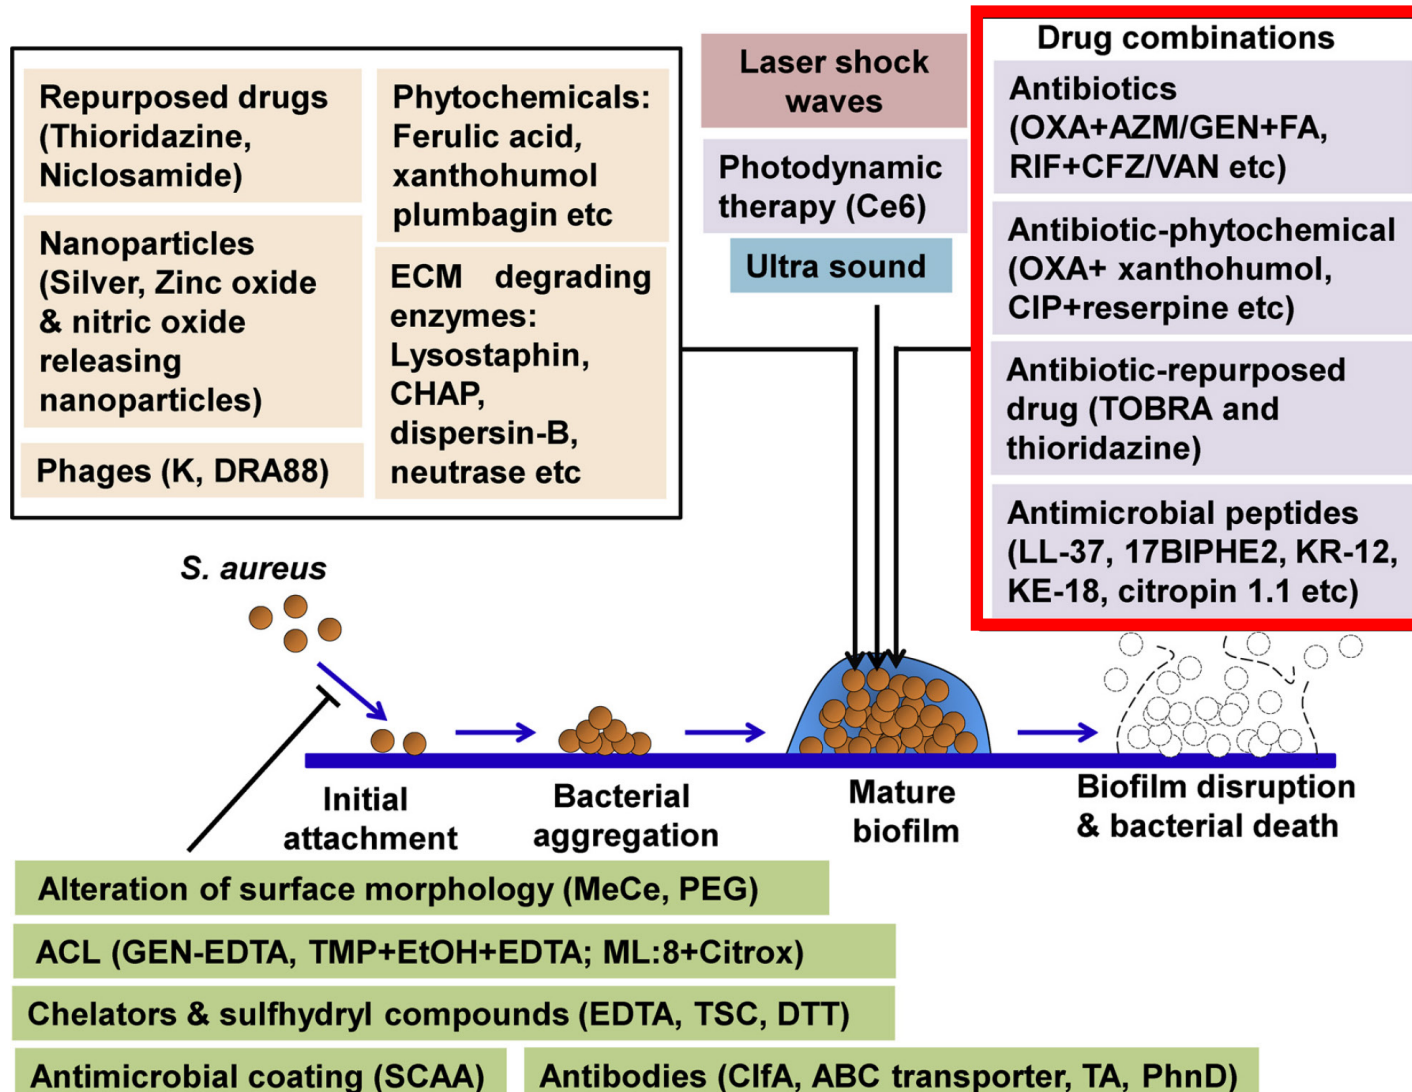 Repurposed drugs
(Thioridazine,
Niclosamide)
Nanoparticles
(Silver, Zinc oxide
& nitric oxide
releasing
nanoparticles)
Phages (K, DRA88)
Phytochemicals:
Ferulic acid,
xanthohumol
plumbagin etc
ECM degrading
enzymes:
Lysostaphin,
CHAP,
dispersin-B,
neutrase etc
Laser shock
waves
Photodynamic
therapy (Ce6)
Ultra sound
Drug combinations
Antibiotics
(OXA+AZM/GEN+FA,
RIF+CFZ/VAN etc)
Antibiotic-phytochemical
(OXA+ xanthohumol,
CIP+reserpine etc)
Antibiotic-repurposed
drug (TOBRA and
thioridazine)
Antimicrobial peptides
(LL-37, 17BIPHE2, KR-12,
KE-18, citropin 1.1 etc)
S. aureus
Initial
attachment
Bacterial
aggregation
Mature
biofilm
Biofilm disruption
& bacterial death
Alteration of surface morphology (MeCe, PEG)
ACL (GEN-EDTA, TMP+EtOH+EDTA; ML:8+Citrox)
Chelators & sulfhydryl compounds (EDTA, TSC, DTT)
Antimicrobial coating (SCAA)
Antibodies (ClfA, ABC transporter, TA, PhnD)